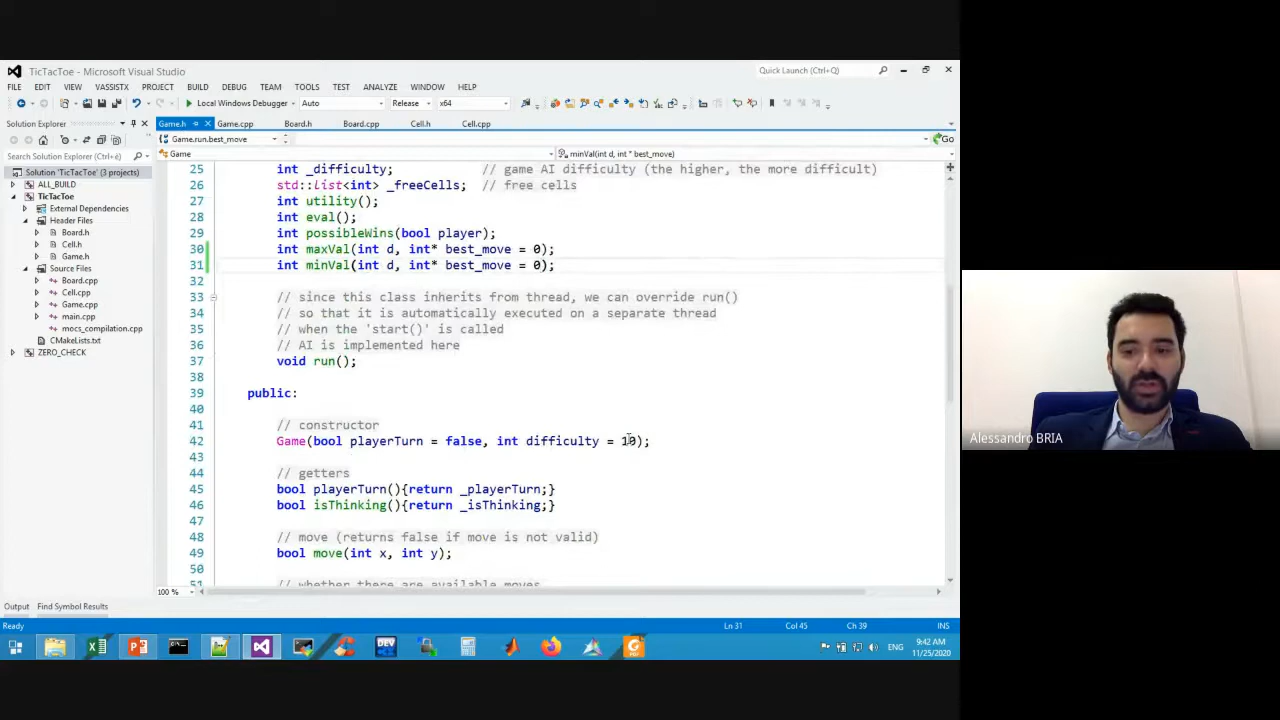 TicTacToe - Microsoft Visual Studio
Quick Launch (Ctrl+Q)
FILE EDIT VIEW VASSISTX PROJECT BUILD DEBUG TEAM TOOLS TEST ANALYZE WINDOW HELP
Local Windows Debugger Auto Release x64
Solution Explorer
Game.h Game.cpp Board.h Board.cpp Cell.h Cell.cpp
Game.run.best_move
Go
Search Solution Explorer (Ctrl+è)
Game
minVal(int d, int * best_move)
Solution 'TicTacToe' (3 projects)
ALL_BUILD
TicTacToe
External Dependencies
Header Files
Board.h
Cell.h
Game.h
Source Files
Board.cpp
Cell.cpp
Game.cpp
main.cpp
mocs_compilation.cpp
CMakeLists.txt
ZERO_CHECK
25 int _difficulty; // game AI difficulty (the higher, the more difficult)
26 std::list<int> _freeCells; // free cells
27 int utility();
28 int eval();
29 int possibleWins(bool player);
30 int maxVal(int d, int* best_move = 0);
31 int minVal(int d, int* best_move = 0);
32
33 // since this class inherits from thread, we can override run()
34 // so that it is automatically executed on a separate thread
35 // when the 'start()' is called
36 // AI is implemented here
37 void run();
38
39 public:
40
41 // constructor
42 Game(bool playerTurn = false, int difficulty = 10);
43
44 // getters
45 bool playerTurn(){return _playerTurn;}
46 bool isThinking(){return _isThinking;}
47
48 // move (returns false if move is not valid)
49 bool move(int x, int y);
50
51 // whether there are available moves
100 %
Output Find Symbol Results
Ready Ln 31 Col 45 Ch 39 INS
DEV
PDF
ENG
9:42 AM
11/25/2020
Alessandro BRIA